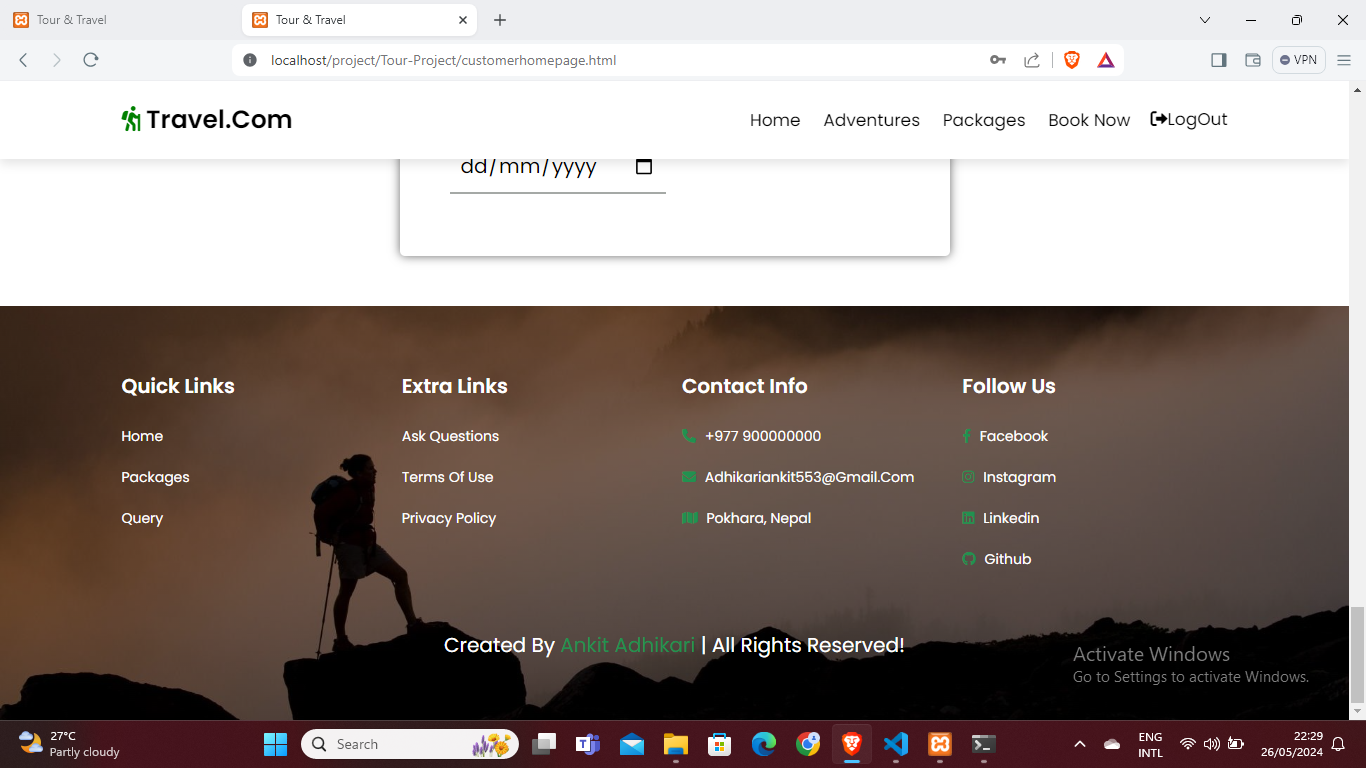 Tour & Travel
Tour & Travel
localhost/project/Tour-Project/customerhomepage.html
VPN
Travel.Com
Home Adventures Packages Book Now LogOut
dd/mm/yyyy
Quick Links
Home
Packages
Query
Extra Links
Ask Questions
Terms Of Use
Privacy Policy
Contact Info
+977 900000000
Adhikariankit553@Gmail.Com
Pokhara, Nepal
Follow Us
Facebook
Instagram
Linkedin
Github
Created By Ankit Adhikari | All Rights Reserved!
Activate Windows
Go to Settings to activate Windows.
27°C
Partly cloudy
Search
ENG
INTL
22:29
26/05/2024